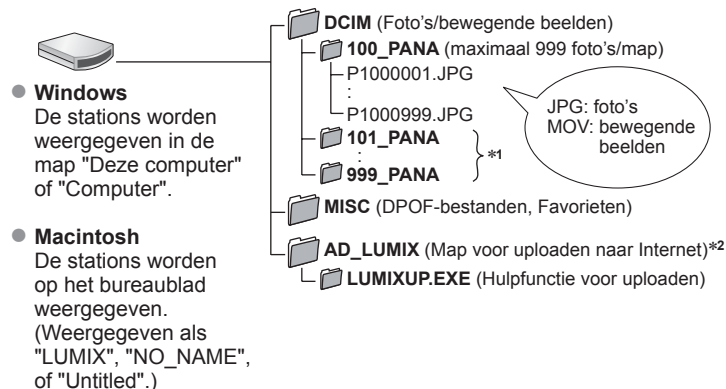 ● Windows
De stations worden
weergegeven in de
map "Deze computer"
of "Computer".
● Macintosh
De stations worden
op het bureaublad
weergegeven.
(Weergegeven als
"LUMIX", "NO_NAME",
of "Untitled".)
DCIM (Foto's/bewegende beelden)
100_PANA (maximaal 999 foto's/map)
P1000001.JPG
:
P1000999.JPG
101_PANA
:
999_PANA
*1
JPG: foto's
MOV: bewegende
beelden
MISC (DPOF-bestanden, Favorieten)
AD_LUMIX (Map voor uploaden naar Internet)*2
LUMIXUP.EXE (Hulpfunctie voor uploaden)